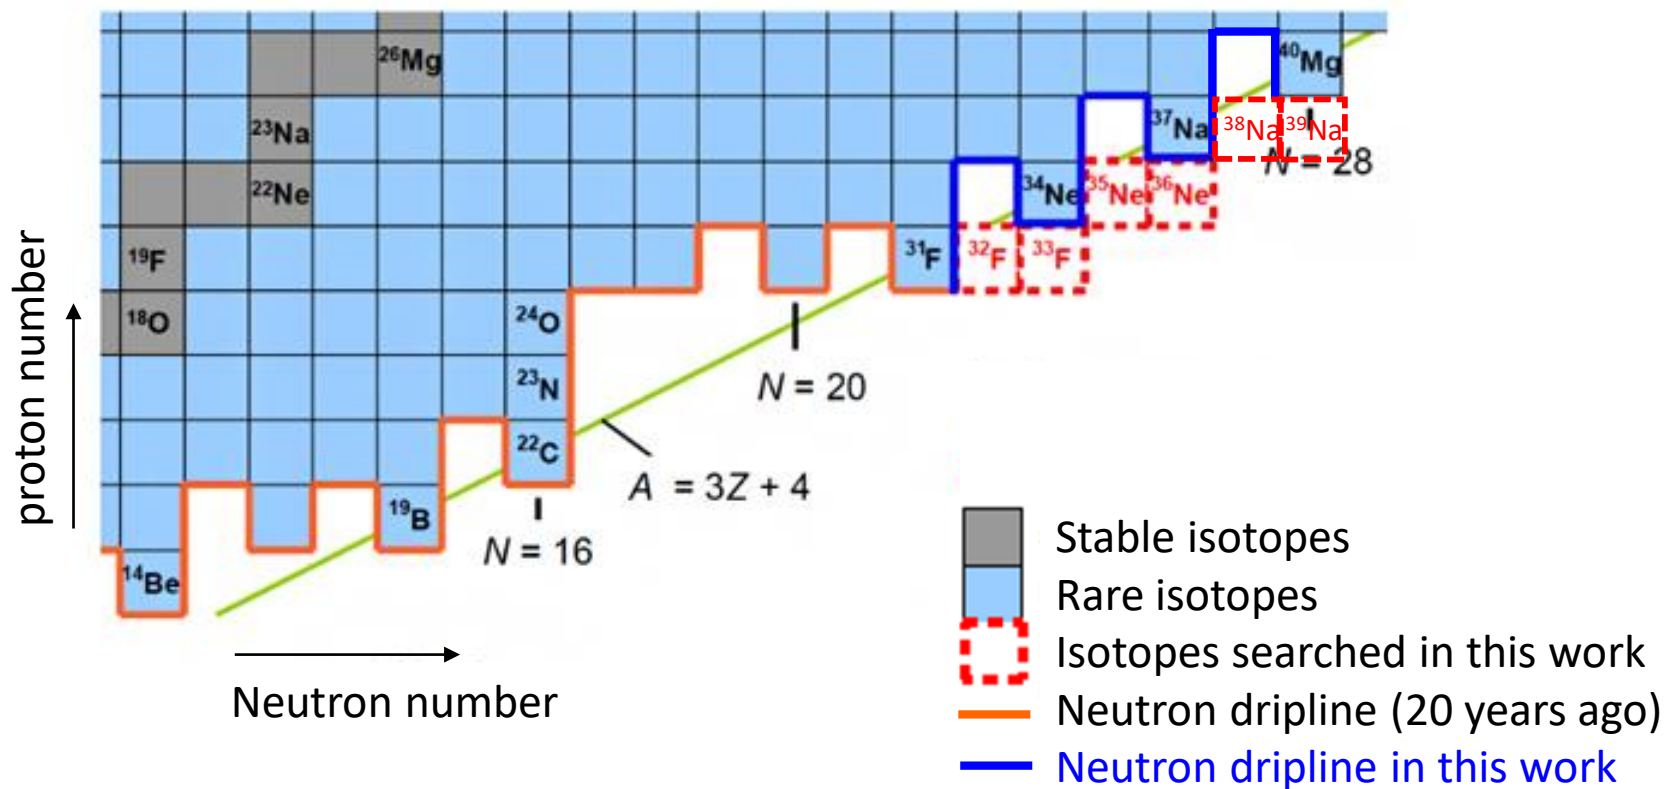 ²⁶Mg
⁴⁰Mg
²³Na
³⁷Na
³⁸Na
³⁹Na
N = 28
²²Ne
³⁴Ne
³⁵Ne
³⁶Ne
¹⁹F
³¹F
³²F
³³F
¹⁸O
²⁴O
N = 20
²³N
²²C
A = 3Z + 4
¹⁹B
N = 16
¹⁴Be
proton number
Neutron number
Stable isotopes
Rare isotopes
Isotopes searched in this work
Neutron dripline (20 years ago)
Neutron dripline in this work